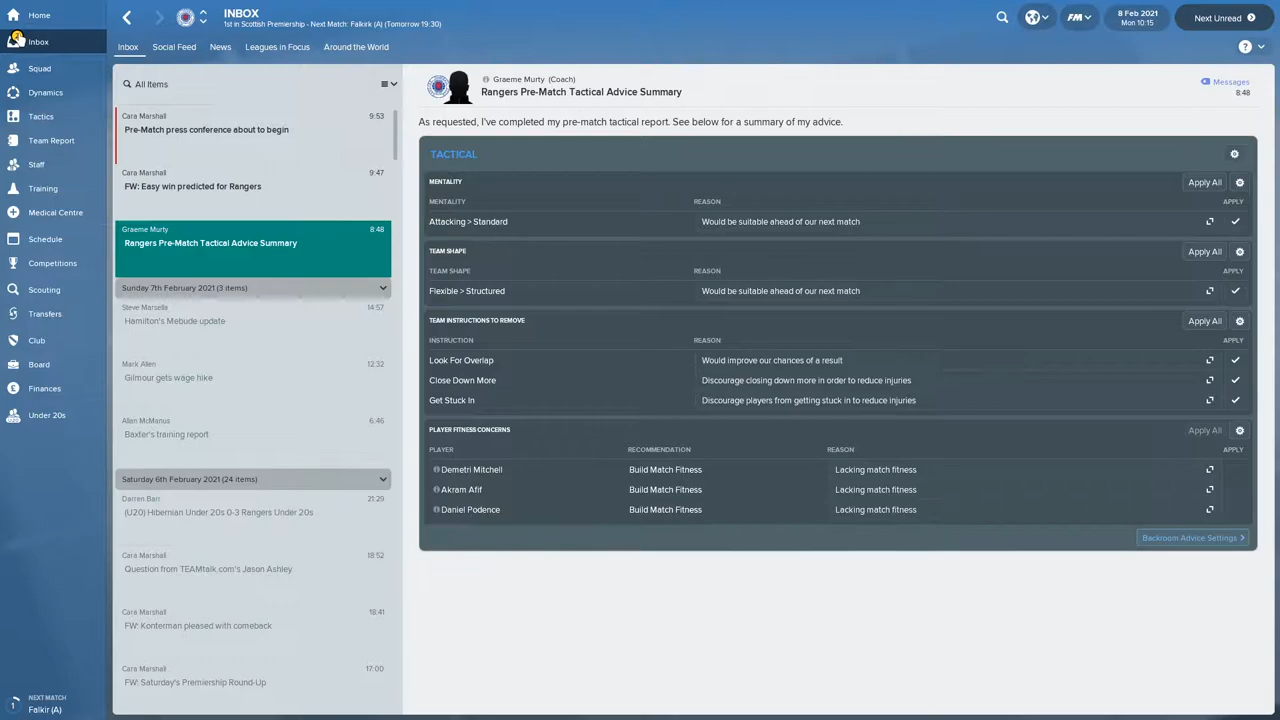 Home
Inbox
Squad
Dynamics
Tactics
Team Report
Staff
Training
Medical Centre
Schedule
Competitions
Scouting
Transfers
Club
Board
Finances
Under 20s
1
NEXT MATCH
Falkir (A)
INBOX
1st in Scottish Premiership - Next Match: Falkirk (A) (Tomorrow 19:30)
FM
8 Feb 2021
Mon 10:15
Next Unread
Inbox
Social Feed
News
Leagues in Focus
Around the World
?
All Items
Cara Marshall 9:53
Pre-Match press conference about to begin
Cara Marshall 9:47
FW: Easy win predicted for Rangers
Graeme Murty 8:48
Rangers Pre-Match Tactical Advice Summary
Sunday 7th February 2021 (3 items)
Steve Marsella 14:57
Hamilton's Mebude update
Mark Allen 12:32
Gilmour gets wage hike
Allan McManus 6:46
Baxter's training report
Saturday 6th February 2021 (24 items)
Darren Barr 21:29
(U20) Hibernian Under 20s 0-3 Rangers Under 20s
Cara Marshall 18:52
Question from TEAMtalk.com's Jason Ashley
Cara Marshall 18:41
FW: Konterman pleased with comeback
Cara Marshall 17:00
FW: Saturday's Premiership Round-Up
Graeme Murty (Coach)
Rangers Pre-Match Tactical Advice Summary
Messages
8:48
As requested, I've completed my pre-match tactical report. See below for a summary of my advice.
TACTICAL
MENTALITY Apply All
MENTALITY REASON APPLY
Attacking > Standard Would be suitable ahead of our next match
TEAM SHAPE Apply All
TEAM SHAPE REASON APPLY
Flexible > Structured Would be suitable ahead of our next match
TEAM INSTRUCTIONS TO REMOVE Apply All
INSTRUCTION REASON APPLY
Look For Overlap Would improve our chances of a result
Close Down More Discourage closing down more in order to reduce injuries
Get Stuck In Discourage players from getting stuck in to reduce injuries
PLAYER FITNESS CONCERNS Apply All
PLAYER RECOMMENDATION REASON APPLY
Demetri Mitchell Build Match Fitness Lacking match fitness
Akram Afif Build Match Fitness Lacking match fitness
Daniel Podence Build Match Fitness Lacking match fitness
Backroom Advice Settings